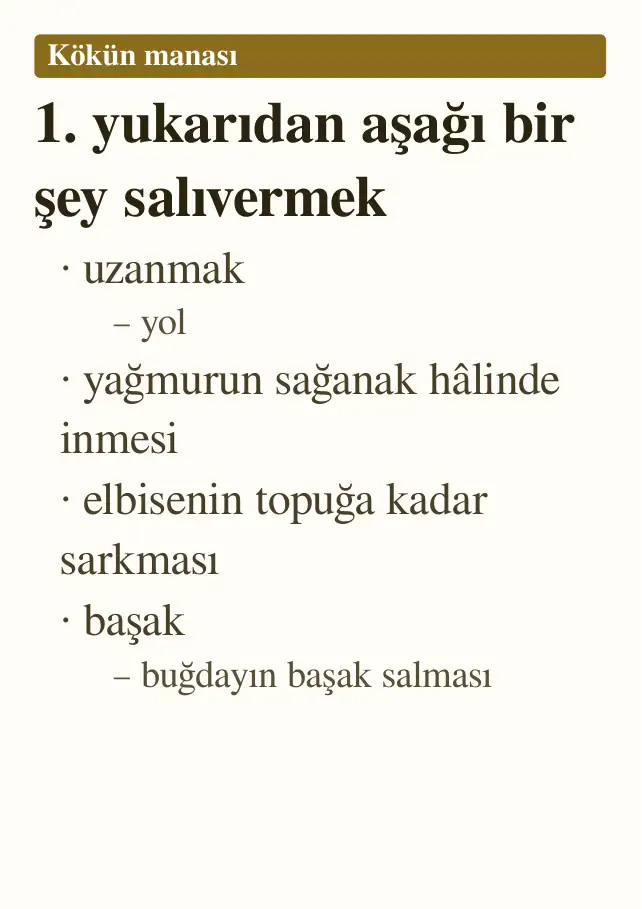 Kökün manası
1. yukarıdan aşağı bir
şey salıvermek
· uzanmak
– yol
· yağmurun sağanak hâlinde
inmesi
· elbisenin topuğa kadar
sarkması
· başak
– buğdayın başak salması